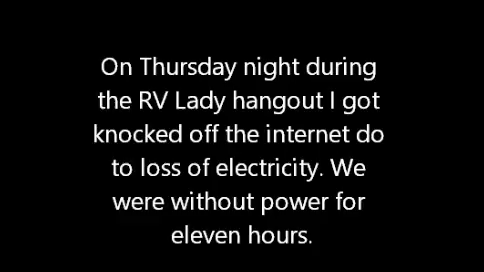 On Thursday night during
the RV Lady hangout I got
knocked off the internet do
to loss of electricity. We
were without power for
eleven hours.